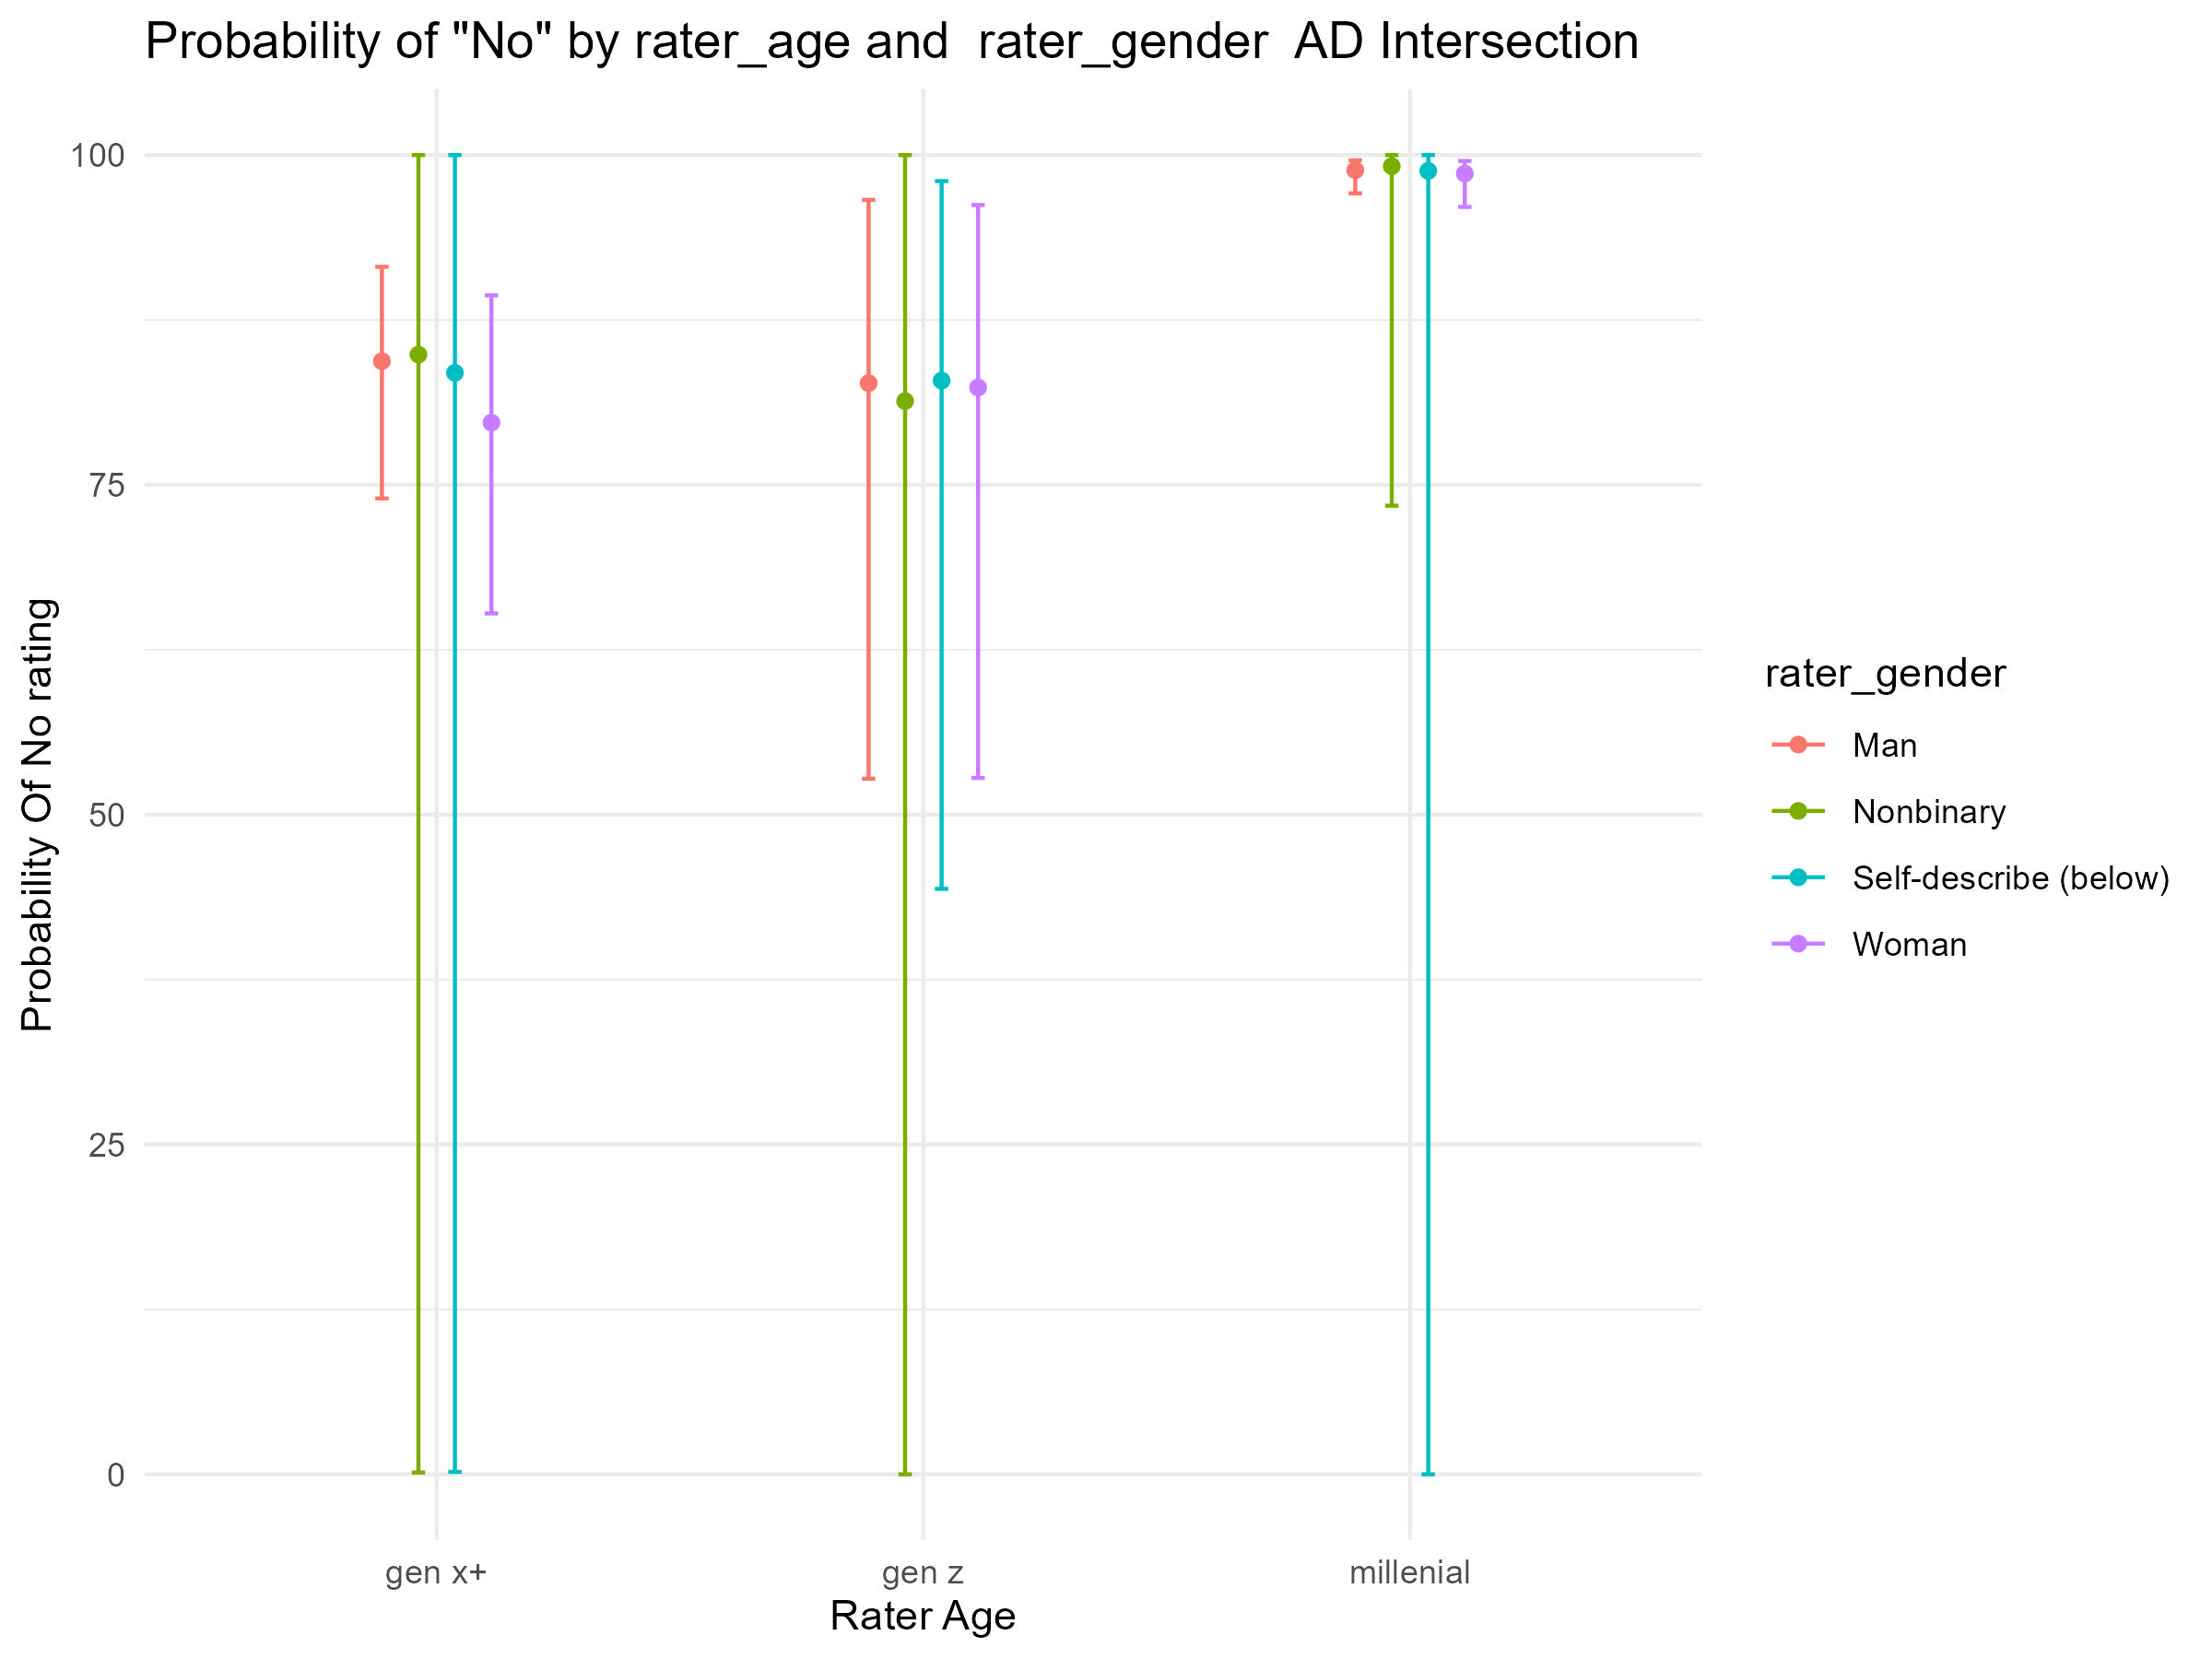 Probability of "No" by rater_age and  rater_gender  AD Intersection
Probability Of No rating
100
75
50
25
0
gen x+
gen z
millenial
Rater Age
rater_gender
Man
Nonbinary
Self-describe (below)
Woman